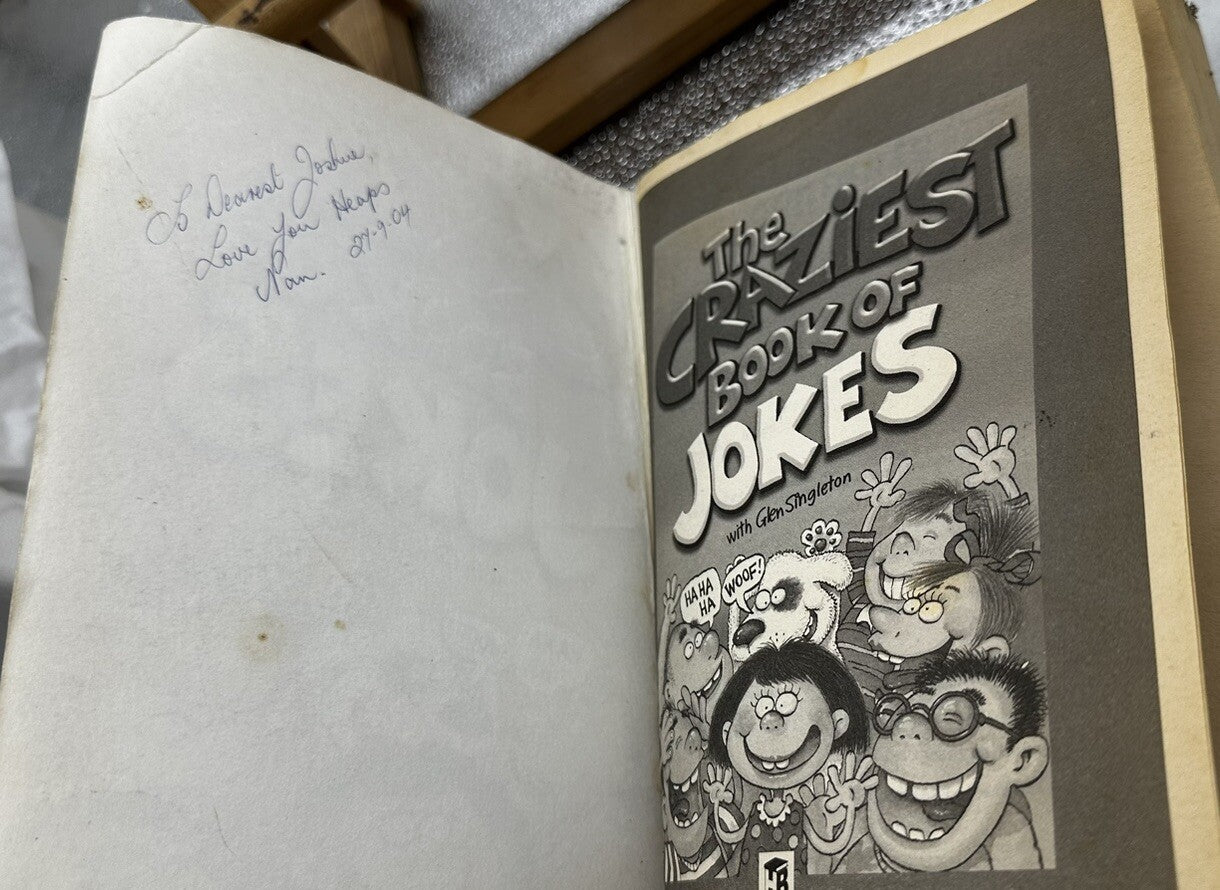 To Dearest Joshua,
Love you Heaps
Nan. 27-9-04
The
CRAZiEST
BOOK OF
JOKES
with Glen Singleton
HA HA
HA
WOOF!